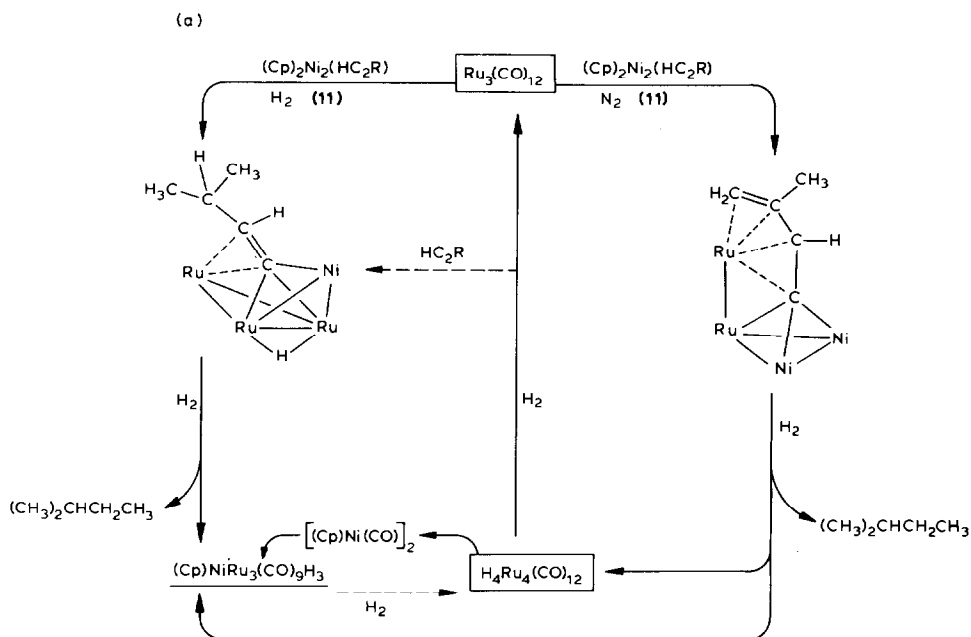 (a)
(Cp)₂Ni₂(HC₂R)
H₂ (11)
Ru₃(CO)₁₂
(Cp)₂Ni₂(HC₂R)
N₂ (11)
H
H₃C
CH₃
C
H
C
C
Ni
Ru
Ru
Ru
H
HC₂R
H₂C
CH₃
C
C
H
Ru
C
Ru
Ni
Ni
H₂
H₂
H₂
(CH₃)₂CHCH₂CH₃
(CH₃)₂CHCH₂CH₃
[(Cp)Ni(CO)]₂
(Cp)NiRu₃(CO)₉H₃
H₂
H₄Ru₄(CO)₁₂